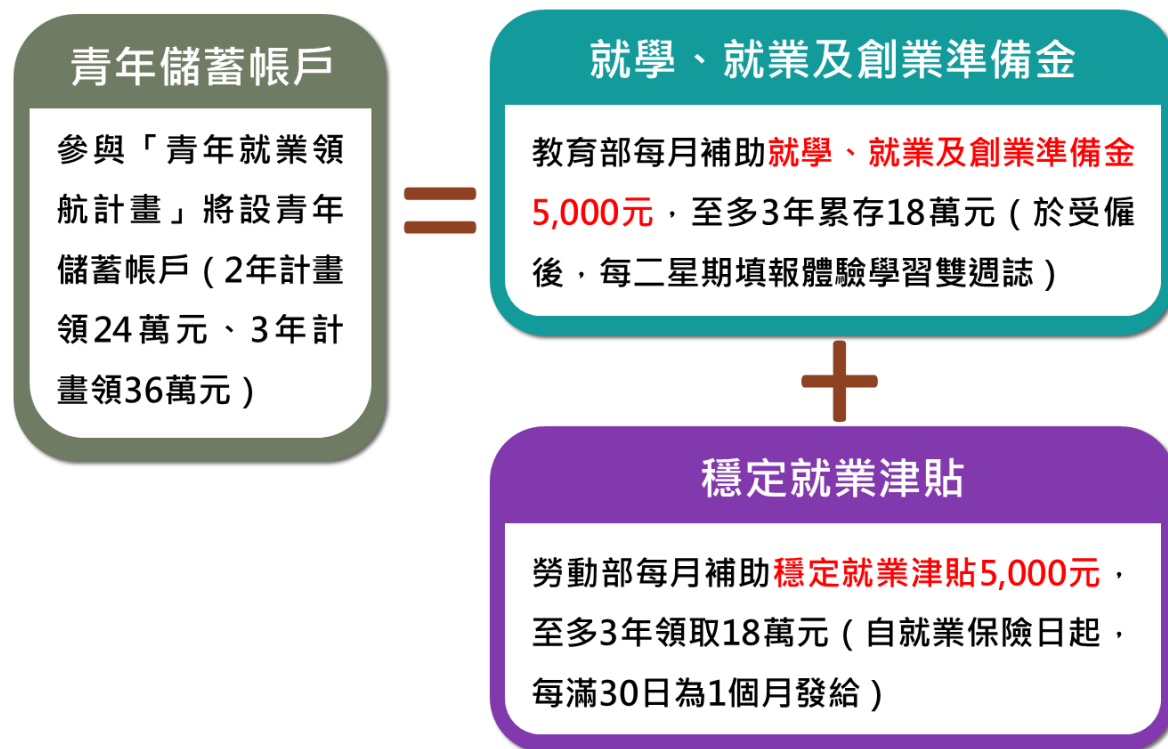 青年儲蓄帳戶
參與「青年就業領
航計畫」將設青年
儲蓄帳戶（2年計畫
領24萬元、3年計
畫領36萬元）
=
就學、就業及創業準備金
教育部每月補助就學、就業及創業準備金
5,000元，至多3年累存18萬元（於受僱
後，每二星期填報體驗學習雙週誌）
+
穩定就業津貼
勞動部每月補助穩定就業津貼5,000元，
至多3年領取18萬元（自就業保險日起，
每滿30日為1個月發給）